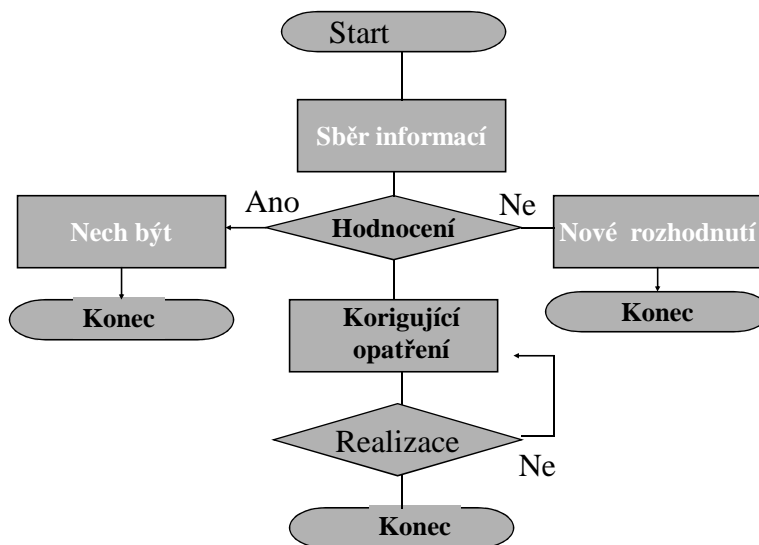 Start
Sběr informací
Ano
Ne
Nech být
Hodnocení
Nové rozhodnutí
Konec
Konec
Korigující
opatření
Realizace
Ne
Konec